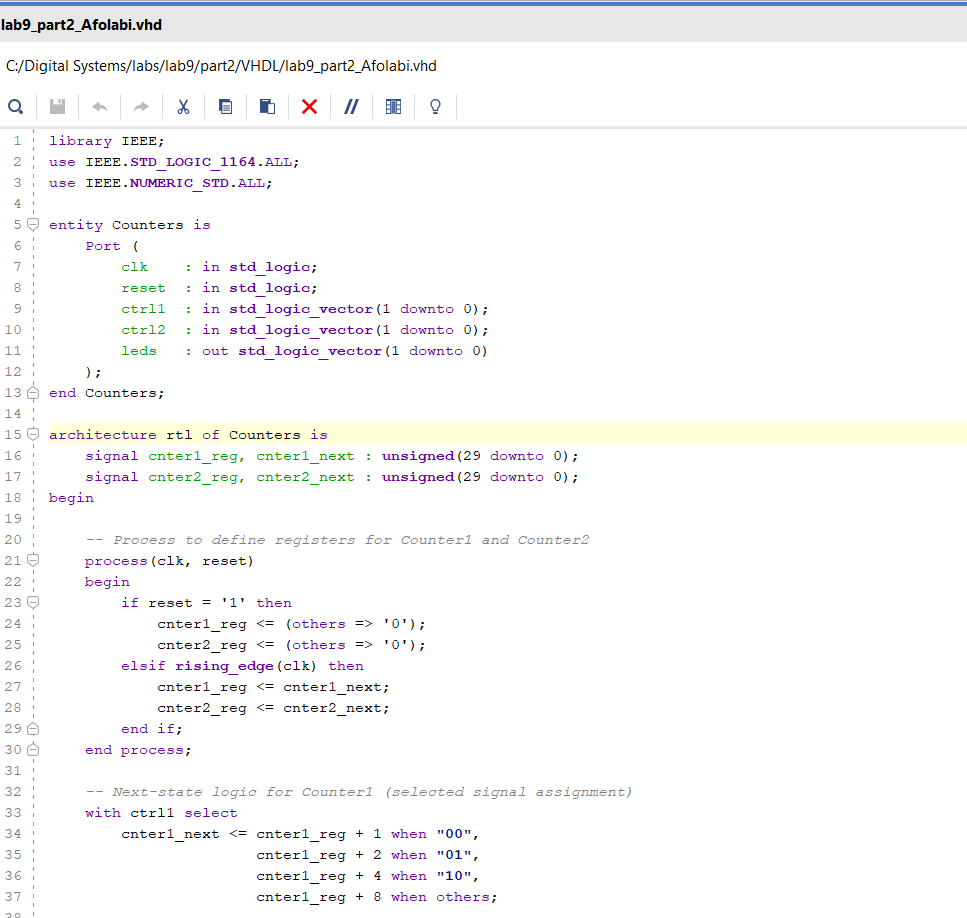 lab9_part2_Afolabi.vhd
C:/Digital Systems/labs/lab9/part2/VHDL/lab9_part2_Afolabi.vhd
1 library IEEE;
2 use IEEE.STD_LOGIC_1164.ALL;
3 use IEEE.NUMERIC_STD.ALL;
4
5 entity Counters is
6     Port (
7         clk    : in std_logic;
8         reset  : in std_logic;
9         ctrl1  : in std_logic_vector(1 downto 0);
10         ctrl2  : in std_logic_vector(1 downto 0);
11         leds   : out std_logic_vector(1 downto 0)
12     );
13 end Counters;
14
15 architecture rtl of Counters is
16     signal cnter1_reg, cnter1_next : unsigned(29 downto 0);
17     signal cnter2_reg, cnter2_next : unsigned(29 downto 0);
18 begin
19
20     -- Process to define registers for Counter1 and Counter2
21     process(clk, reset)
22     begin
23         if reset = '1' then
24             cnter1_reg <= (others => '0');
25             cnter2_reg <= (others => '0');
26         elsif rising_edge(clk) then
27             cnter1_reg <= cnter1_next;
28             cnter2_reg <= cnter2_next;
29         end if;
30     end process;
31
32     -- Next-state logic for Counter1 (selected signal assignment)
33     with ctrl1 select
34         cnter1_next <= cnter1_reg + 1 when "00",
35                        cnter1_reg + 2 when "01",
36                        cnter1_reg + 4 when "10",
37                        cnter1_reg + 8 when others;
38